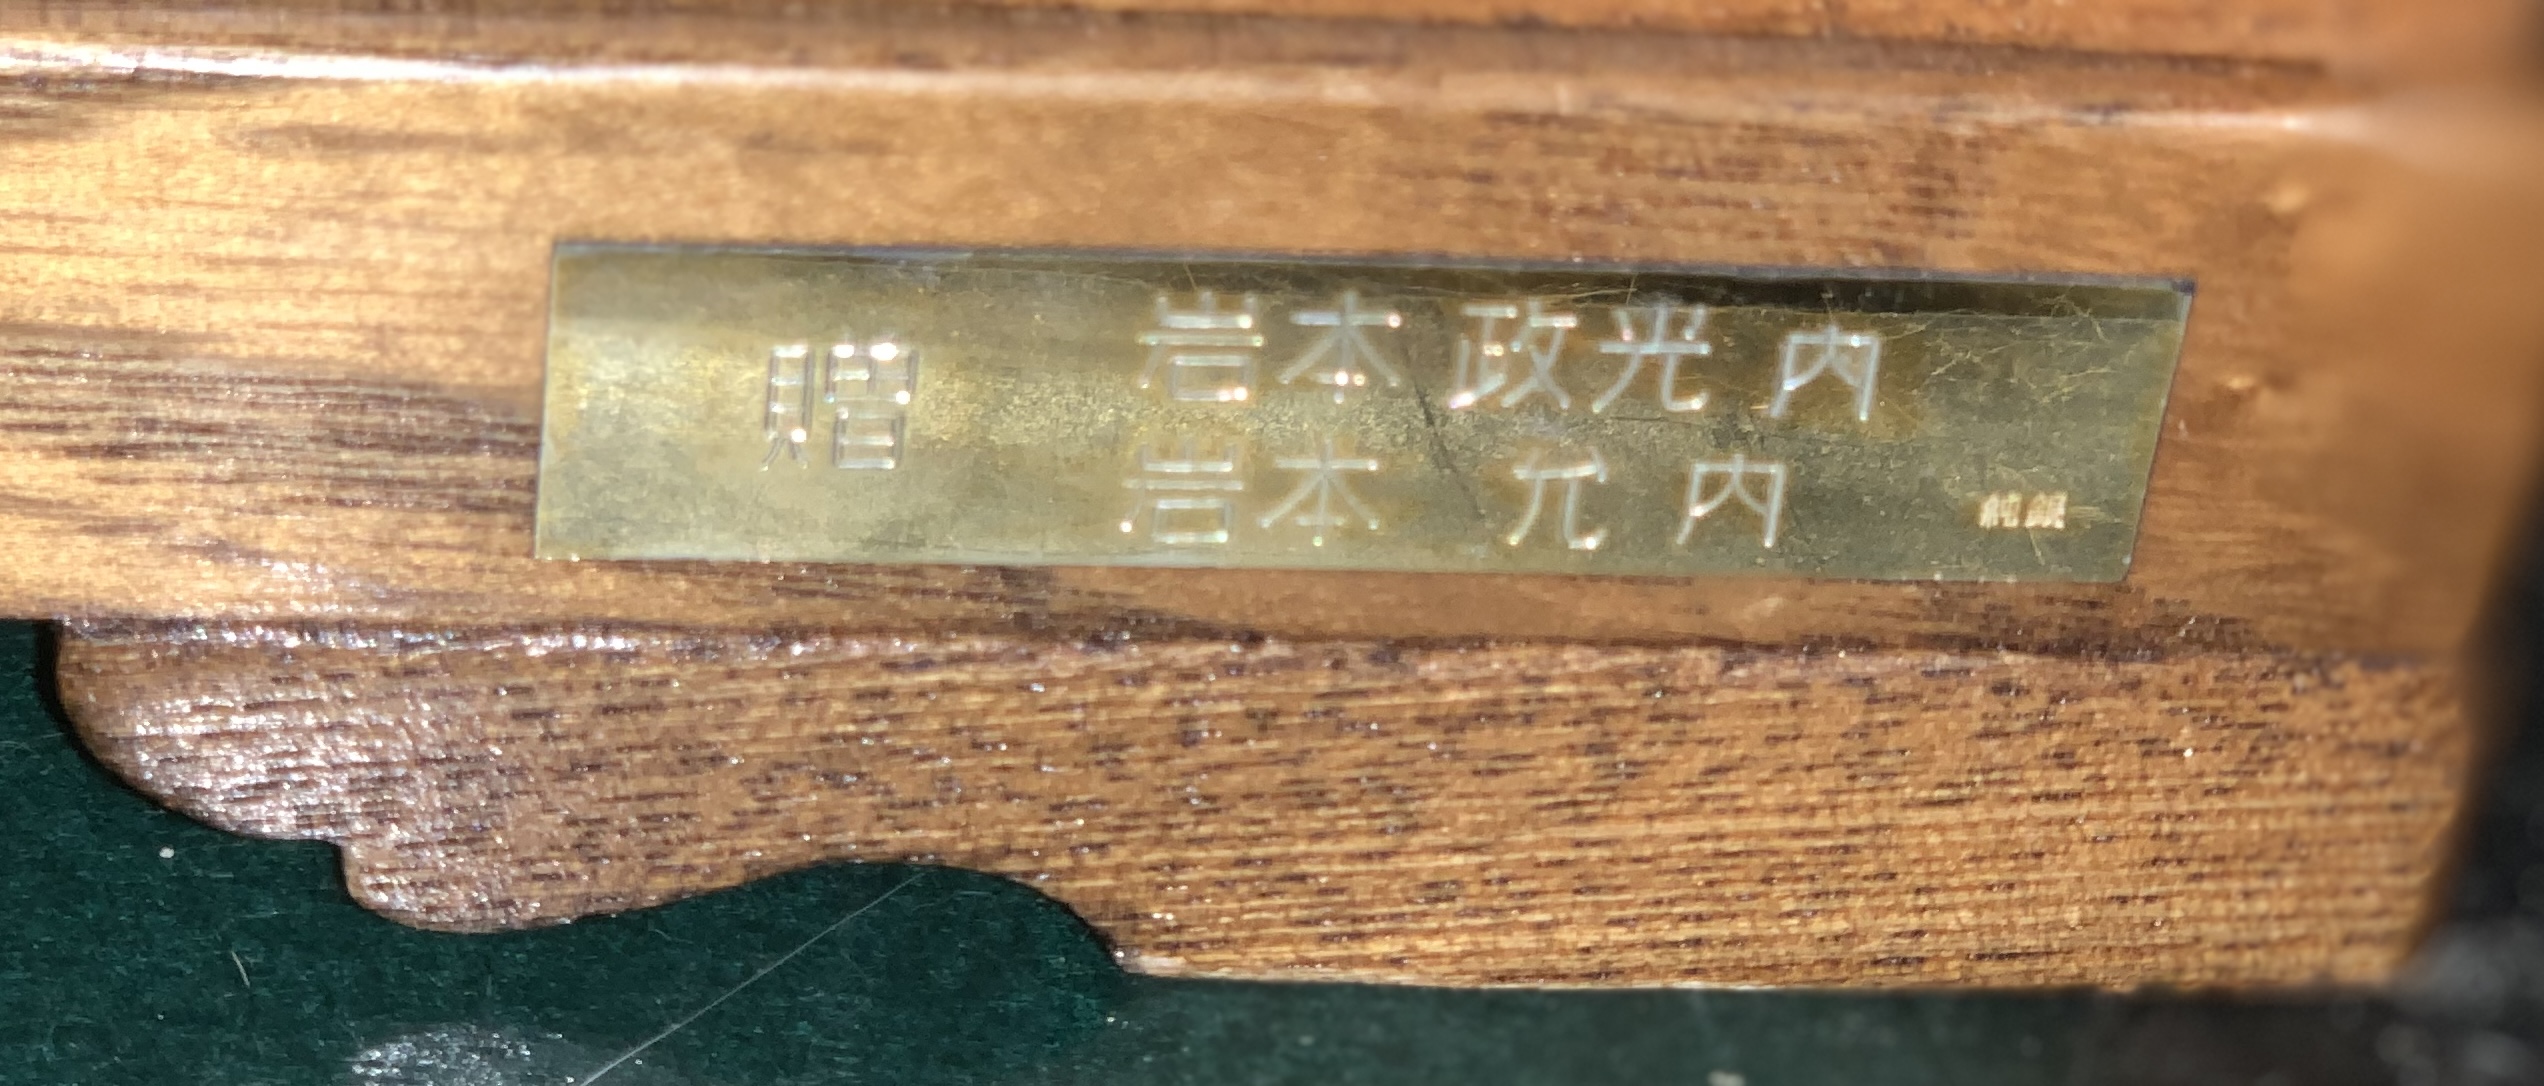 贈
岩本政光内
岩本 允 内
純銀